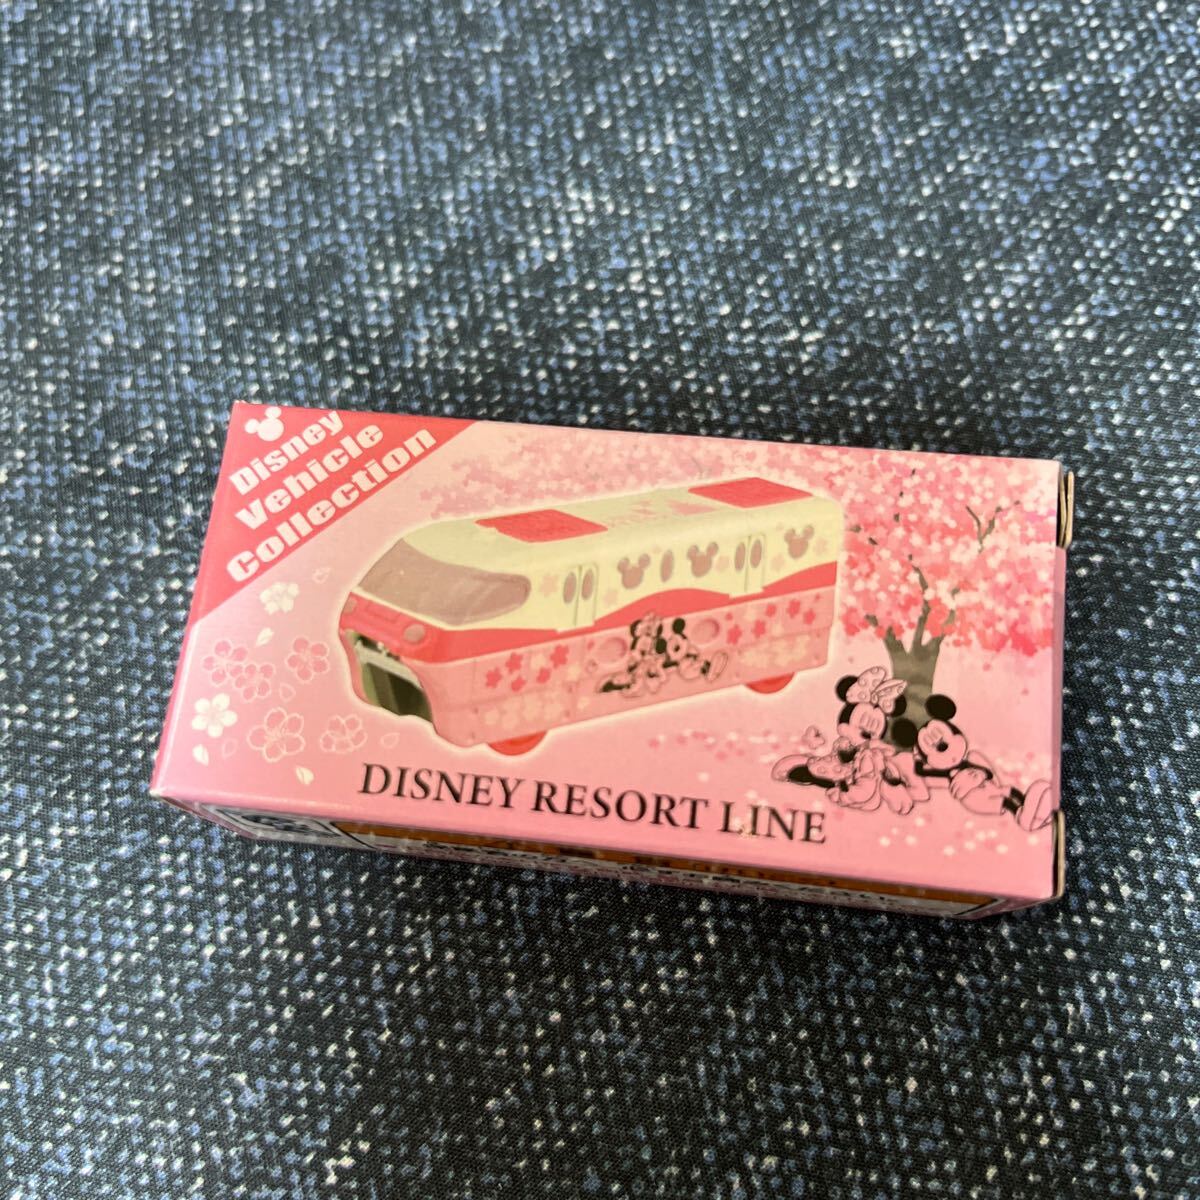 Disney
Vehicle
Collection
DISNEY RESORT LINE